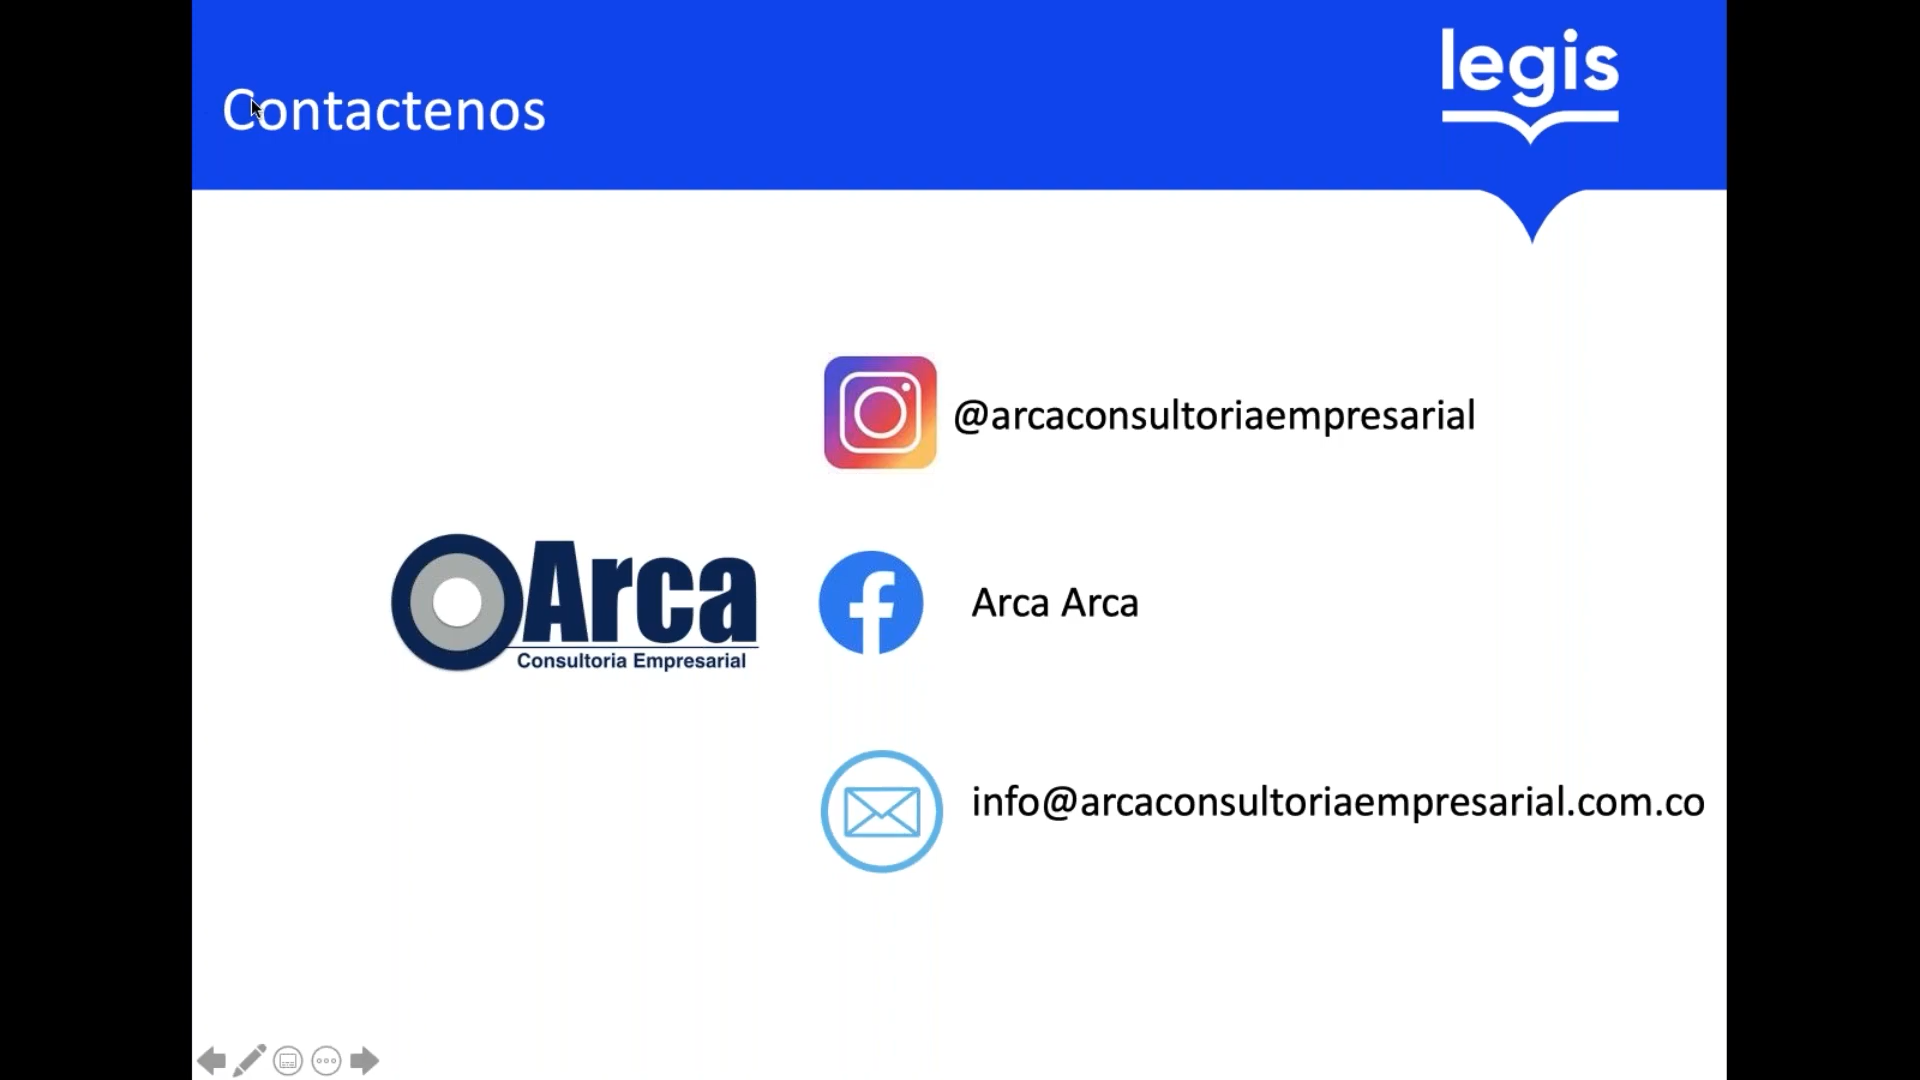 Contactenos
legis
@arcaconsultoriaempresarial
Arca
Consultoria Empresarial
Arca Arca
info@arcaconsultoriaempresarial.com.co